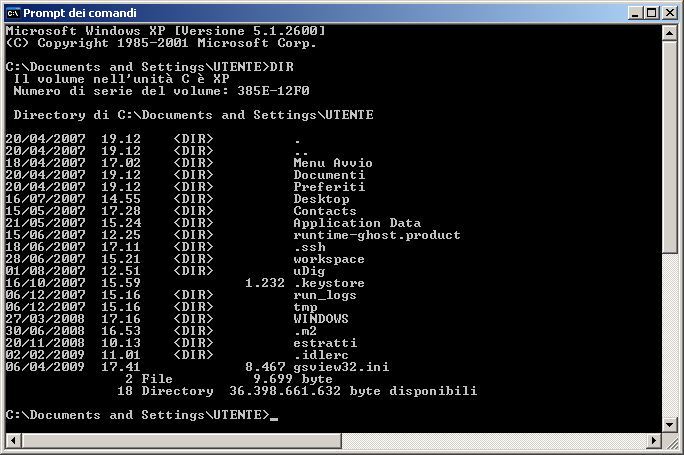 Prompt dei comandi
Microsoft Windows XP [Versione 5.1.2600]
(C) Copyright 1985-2001 Microsoft Corp.
C:\Documents and Settings\UTENTE>DIR
 Il volume nell'unità C è XP
 Numero di serie del volume: 385E-12F0
 Directory di C:\Documents and Settings\UTENTE
20/04/2007  19.12    <DIR>          .
20/04/2007  19.12    <DIR>          ..
18/04/2007  17.02    <DIR>          Menu Avvio
20/04/2007  19.12    <DIR>          Documenti
20/04/2007  19.12    <DIR>          Preferiti
16/07/2007  14.55    <DIR>          Desktop
15/05/2007  17.28    <DIR>          Contacts
21/05/2007  15.24    <DIR>          Application Data
15/06/2007  12.25    <DIR>          runtime-ghost.product
18/06/2007  17.11    <DIR>          .ssh
28/06/2007  15.21    <DIR>          workspace
01/08/2007  12.51    <DIR>          uDig
16/10/2007  15.59             1.232 .keystore
06/12/2007  15.16    <DIR>          run_logs
06/12/2007  15.16    <DIR>          tmp
27/03/2008  17.16    <DIR>          WINDOWS
30/06/2008  16.53    <DIR>          .m2
20/11/2008  10.13    <DIR>          estratti
02/02/2009  11.01    <DIR>          .idlerc
06/04/2009  17.41             8.467 gsview32.ini
               2 File          9.699 byte
              18 Directory  36.398.661.632 byte disponibili
C:\Documents and Settings\UTENTE>_